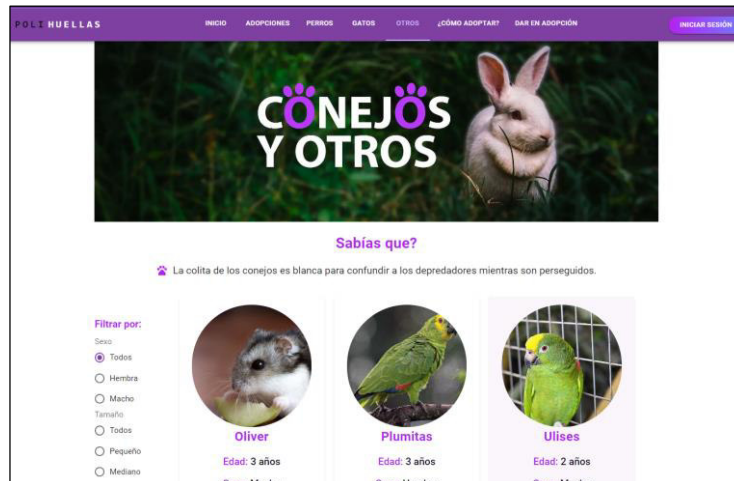 POLI HUELLAS
INICIO ADOPCIONES PERROS GATOS OTROS ¿CÓMO ADOPTAR? DAR EN ADOPCIÓN
INICIAR SESIÓN
CONEJOS
Y OTROS
Sabías que?
La colita de los conejos es blanca para confundir a los depredadores mientras son perseguidos.
Filtrar por:
Sexo
Todos
Hembra
Macho
Tamaño
Todos
Pequeño
Mediano
Oliver
Edad: 3 años
Plumitas
Edad: 3 años
Ulises
Edad: 2 años